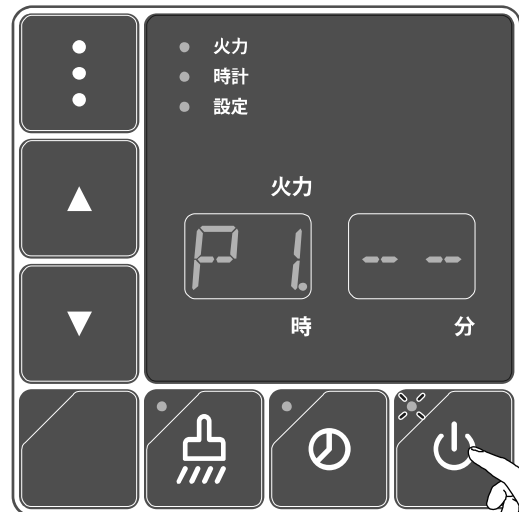 火力
時計
設定
火力
P1. -- --
時 分